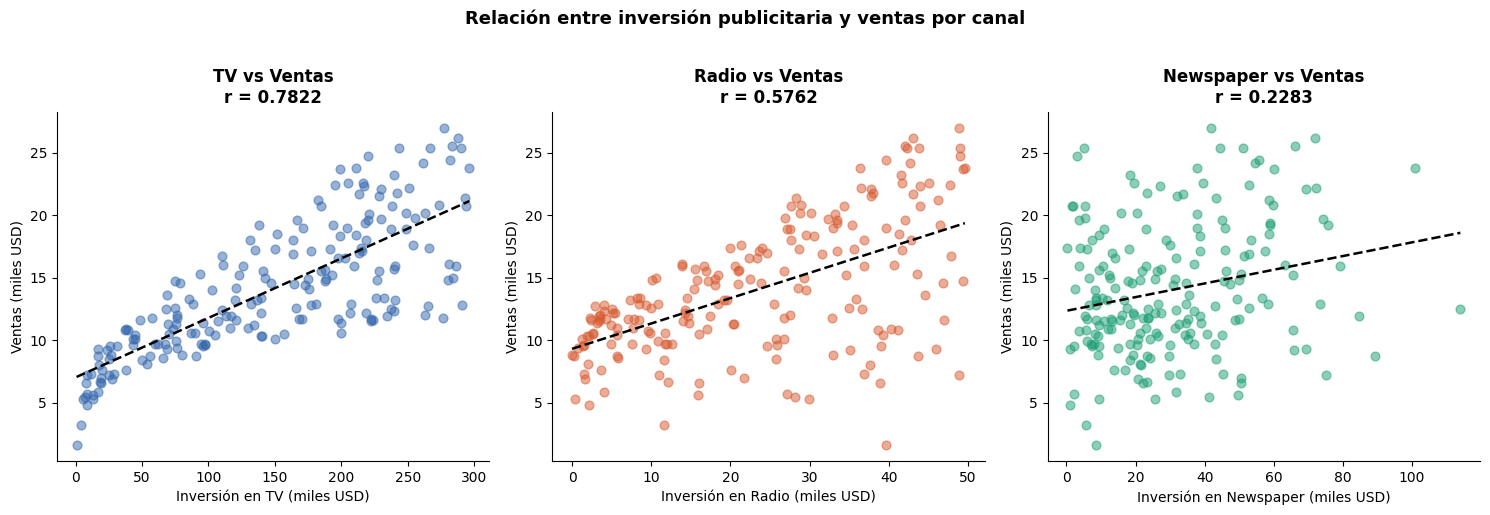 Relación entre inversión publicitaria y ventas por canal
TV vs Ventas
r = 0.7822
Ventas (miles USD)
25
20
15
10
5
0 50 100 150 200 250 300
Inversión en TV (miles USD)
Radio vs Ventas
r = 0.5762
Ventas (miles USD)
25
20
15
10
5
0 10 20 30 40 50
Inversión en Radio (miles USD)
Newspaper vs Ventas
r = 0.2283
Ventas (miles USD)
25
20
15
10
5
0 20 40 60 80 100
Inversión en Newspaper (miles USD)